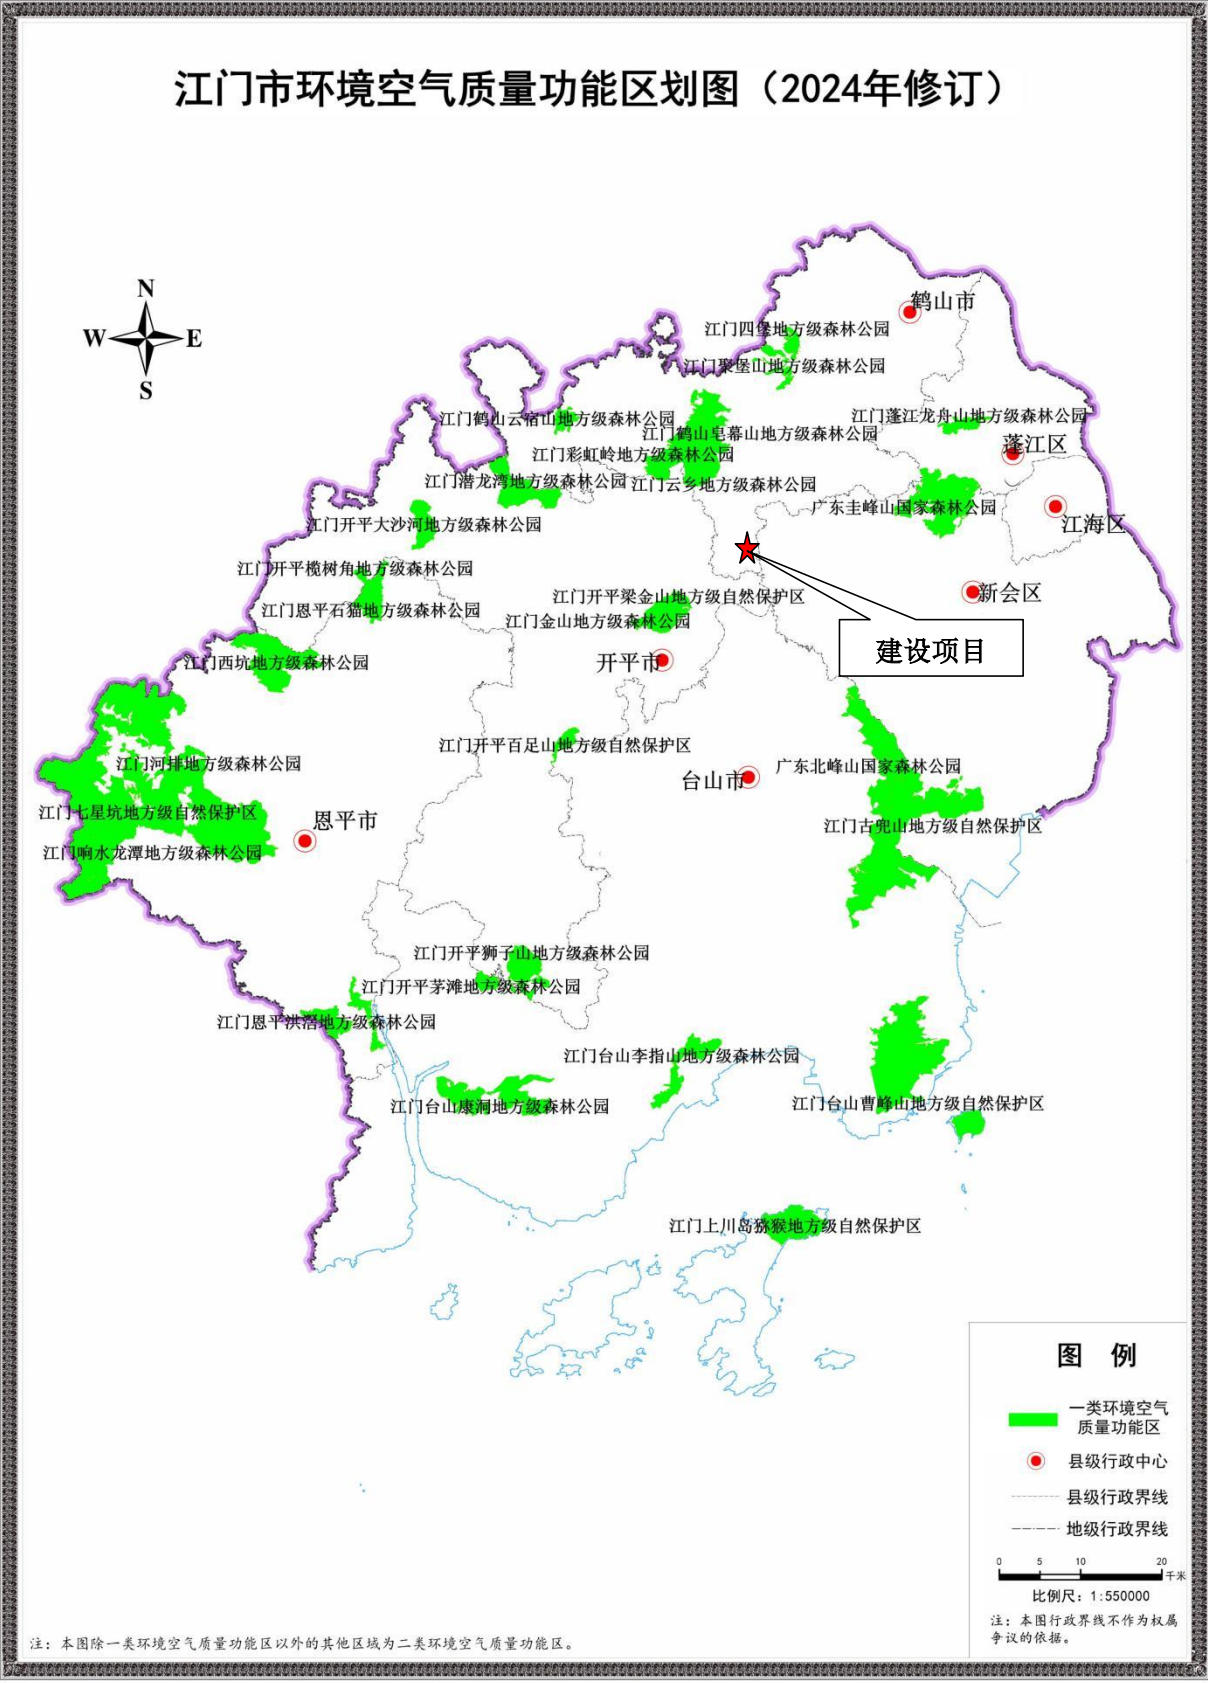 江门市环境空气质量功能区划图（2024年修订）
N
W E
S
鹤山市
江门四堡地方级森林公园
江门聚堡山地方级森林公园
江门鹤山云宿山地方级森林公园
江门蓬江龙舟山地方级森林公园
江门鹤山皂幕山地方级森林公园
蓬江区
江门彩虹岭地方级森林公园
江门潜龙湾地方级森林公园
江门云乡地方级森林公园
广东圭峰山国家森林公园
江门开平大沙河地方级森林公园
江海区
江门开平榄树角地方级森林公园
新会区
江门开平梁金山地方级自然保护区
江门恩平石猫地方级森林公园
江门金山地方级森林公园
建设项目
江门西坑地方级森林公园
开平市
江门开平百足山地方级自然保护区
江门河排地方级森林公园
广东北峰山国家森林公园
台山市
江门七星坑地方级自然保护区
恩平市
江门古兜山地方级自然保护区
江门响水龙潭地方级森林公园
江门开平狮子山地方级森林公园
江门开平茅滩地方级森林公园
江门恩平洪滘地方级森林公园
江门台山李指山地方级森林公园
江门台山康洞地方级森林公园
江门台山曹峰山地方级自然保护区
江门上川岛猕猴地方级自然保护区
图 例
一类环境空气
质量功能区
县级行政中心
县级行政界线
地级行政界线
0 5 10 20
千米
比例尺：1:550000
注：本图行政界线不作为权属
争议的依据。
注：本图除一类环境空气质量功能区以外的其他区域为二类环境空气质量功能区。